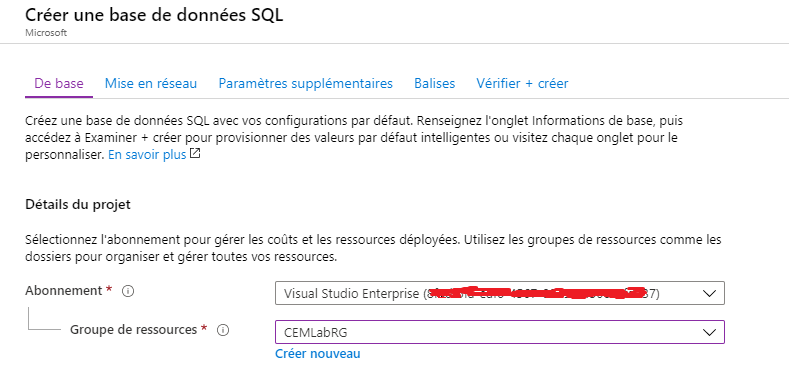 Créer une base de données SQL
Microsoft
De base Mise en réseau Paramètres supplémentaires Balises Vérifier + créer
Créez une base de données SQL avec vos configurations par défaut. Renseignez l'onglet Informations de base, puis
accédez à Examiner + créer pour provisionner des valeurs par défaut intelligentes ou visitez chaque onglet pour le
personnaliser. En savoir plus
Détails du projet
Sélectionnez l'abonnement pour gérer les coûts et les ressources déployées. Utilisez les groupes de ressources comme les
dossiers pour organiser et gérer toutes vos ressources.
Abonnement * Visual Studio Enterprise (
Groupe de ressources * CEMLabRG
Créer nouveau